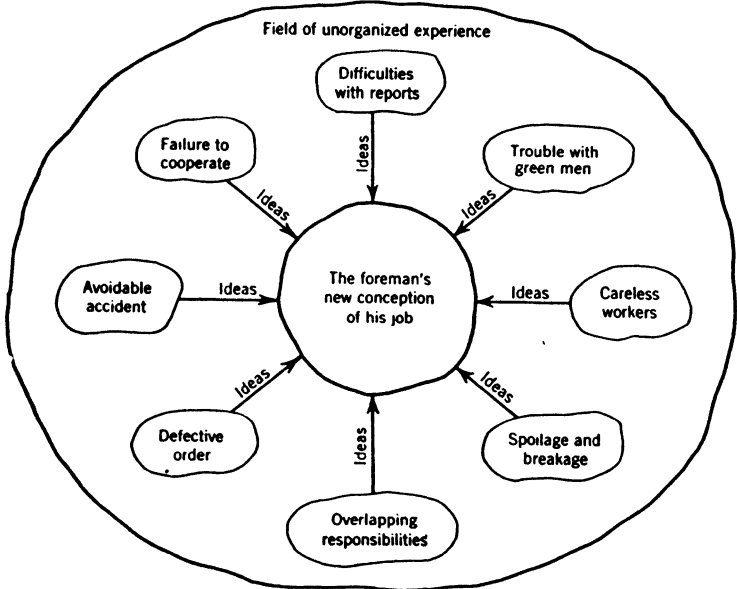 Field of unorganized experience
Difficulties
with reports
Ideas
Failure to
cooperate
Ideas
Trouble with
green men
Ideas
Avoidable
accident
Ideas
The foreman's
new conception
of his job
Ideas
Careless
workers
Ideas
Defective
order
Ideas
Overlapping
responsibilities
Ideas
Spoilage and
breakage